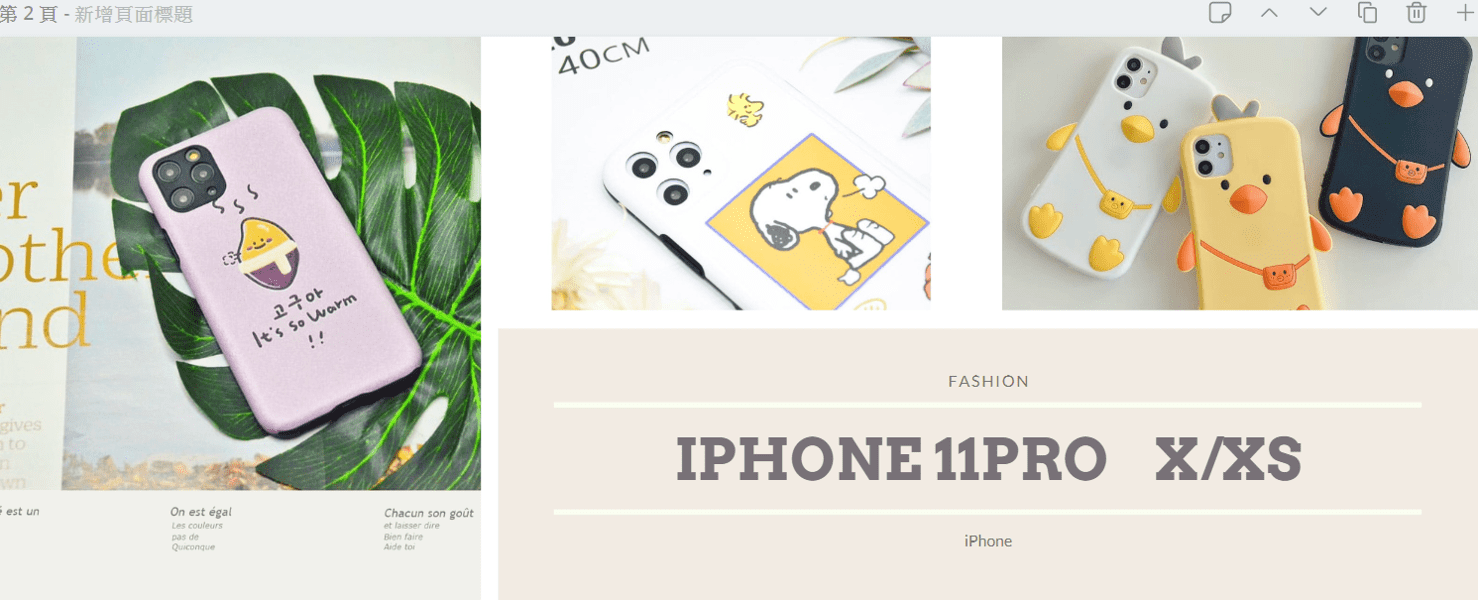 第 2 頁 - 新增頁面標題
40CM
er
othe
nd
고구아
It's so warm
!!
r
gives
n to
n
own
é est un
On est égal
Les couleurs
pas de
Quiconque
Chacun son goût
et laisser dire
Bien faire
Aide toi
FASHION
IPHONE 11PRO X/XS
iPhone